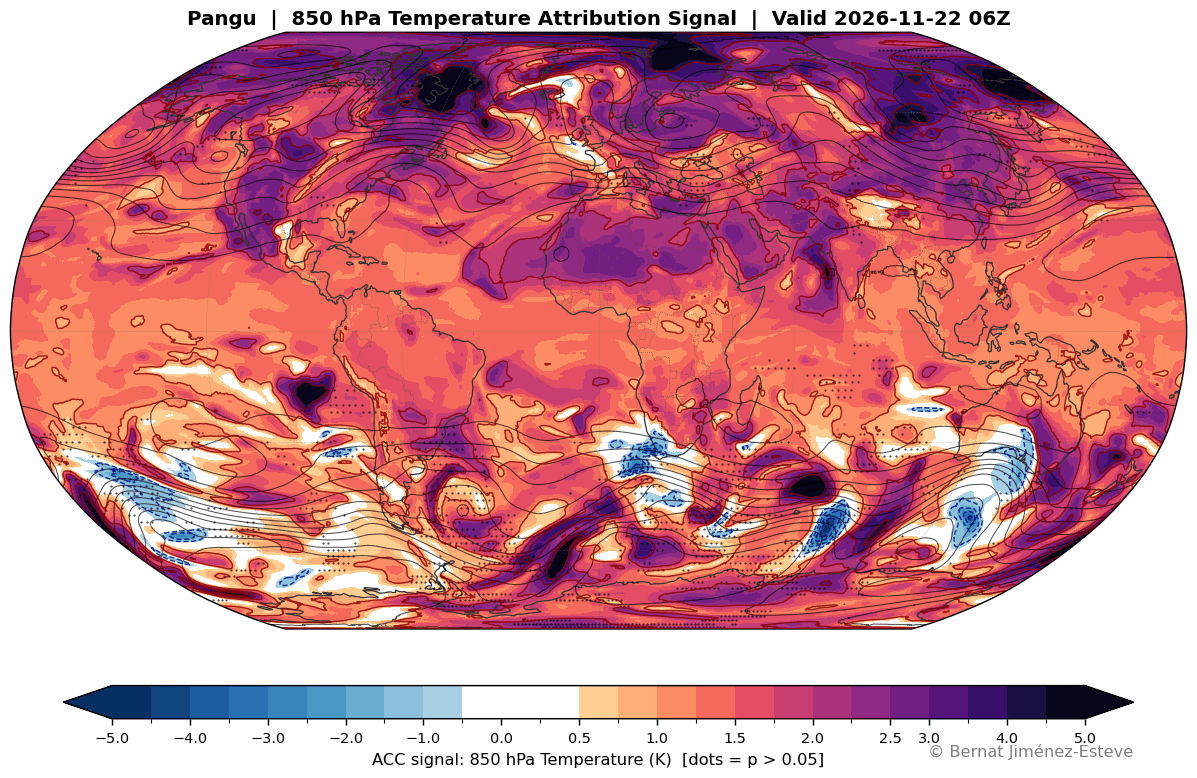 Pangu | 850 hPa Temperature Attribution Signal | Valid 2026-11-22 06Z
−5.0 −4.0 −3.0 −2.0 −1.0 0.0 0.5 1.0 1.5 2.0 2.5 3.0 4.0 5.0
ACC signal: 850 hPa Temperature (K) [dots = p > 0.05]
© Bernat Jiménez-Esteve